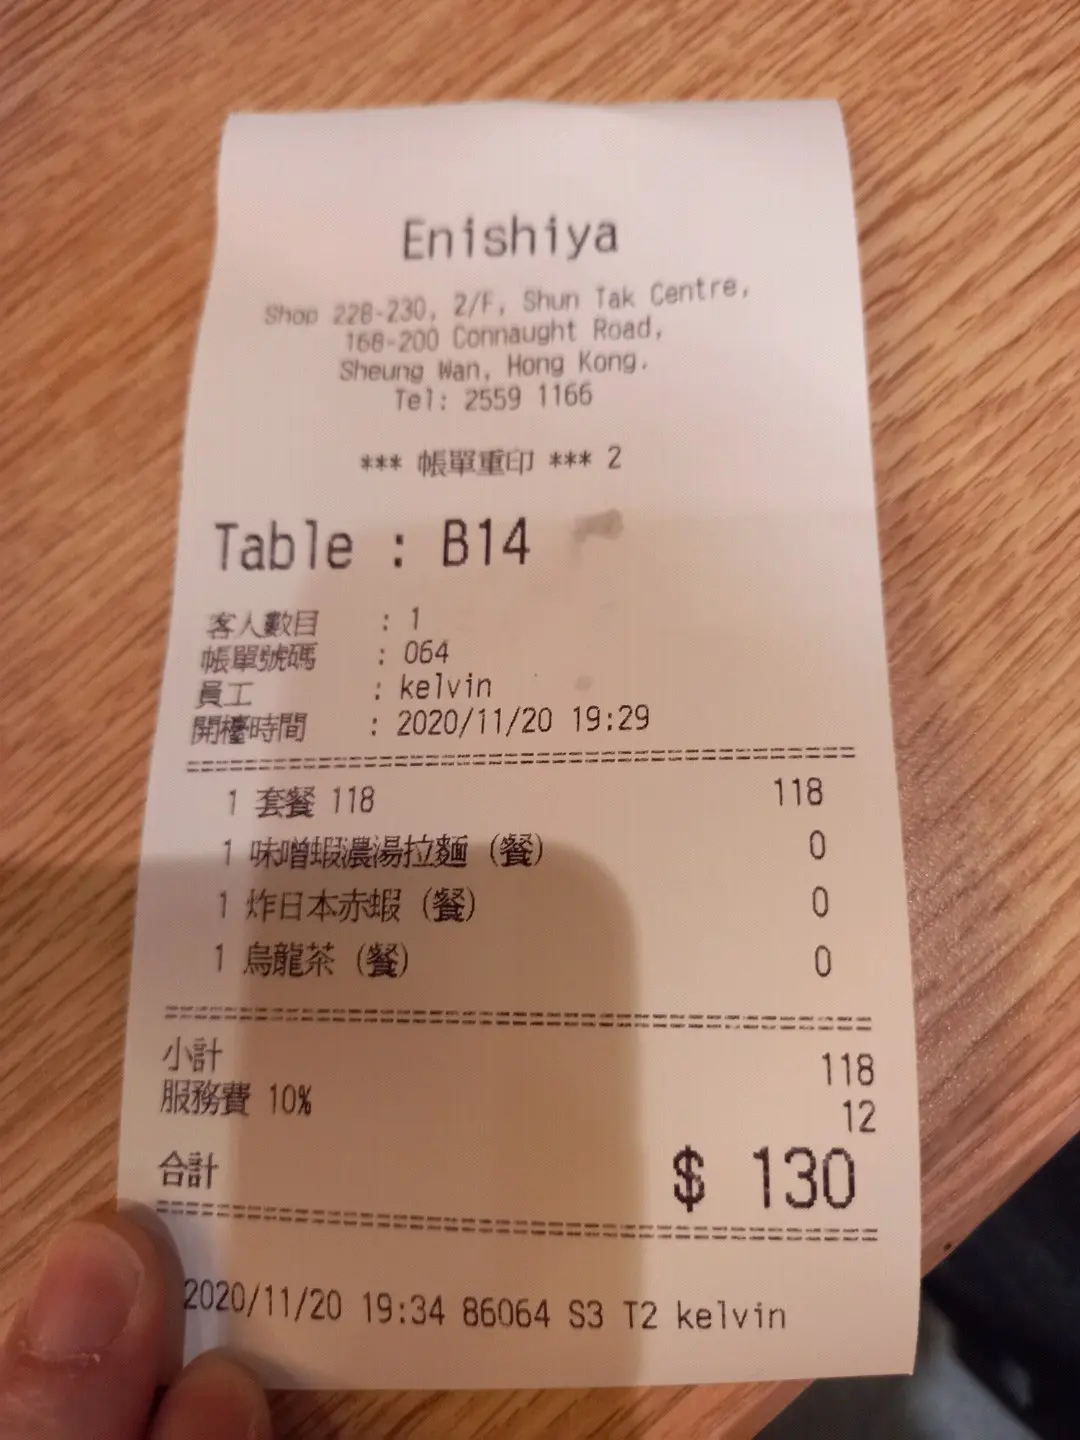 Enishiya
Shop 228-230, 2/F, Shun Tak Centre,
168-200 Connaught Road,
Sheung Wan, Hong Kong.
Tel: 2559 1166
*** 帳單重印 *** 2
Table : B14
客人數目 : 1
帳單號碼 : 064
員工 : kelvin
開檯時間 : 2020/11/20 19:29
1 套餐 118 118
1 味噌蝦濃湯拉麵 (餐) 0
1 炸日本赤蝦 (餐) 0
1 烏龍茶 (餐) 0
小計 118
服務費 10% 12
合計 $ 130
2020/11/20 19:34 86064 S3 T2 kelvin